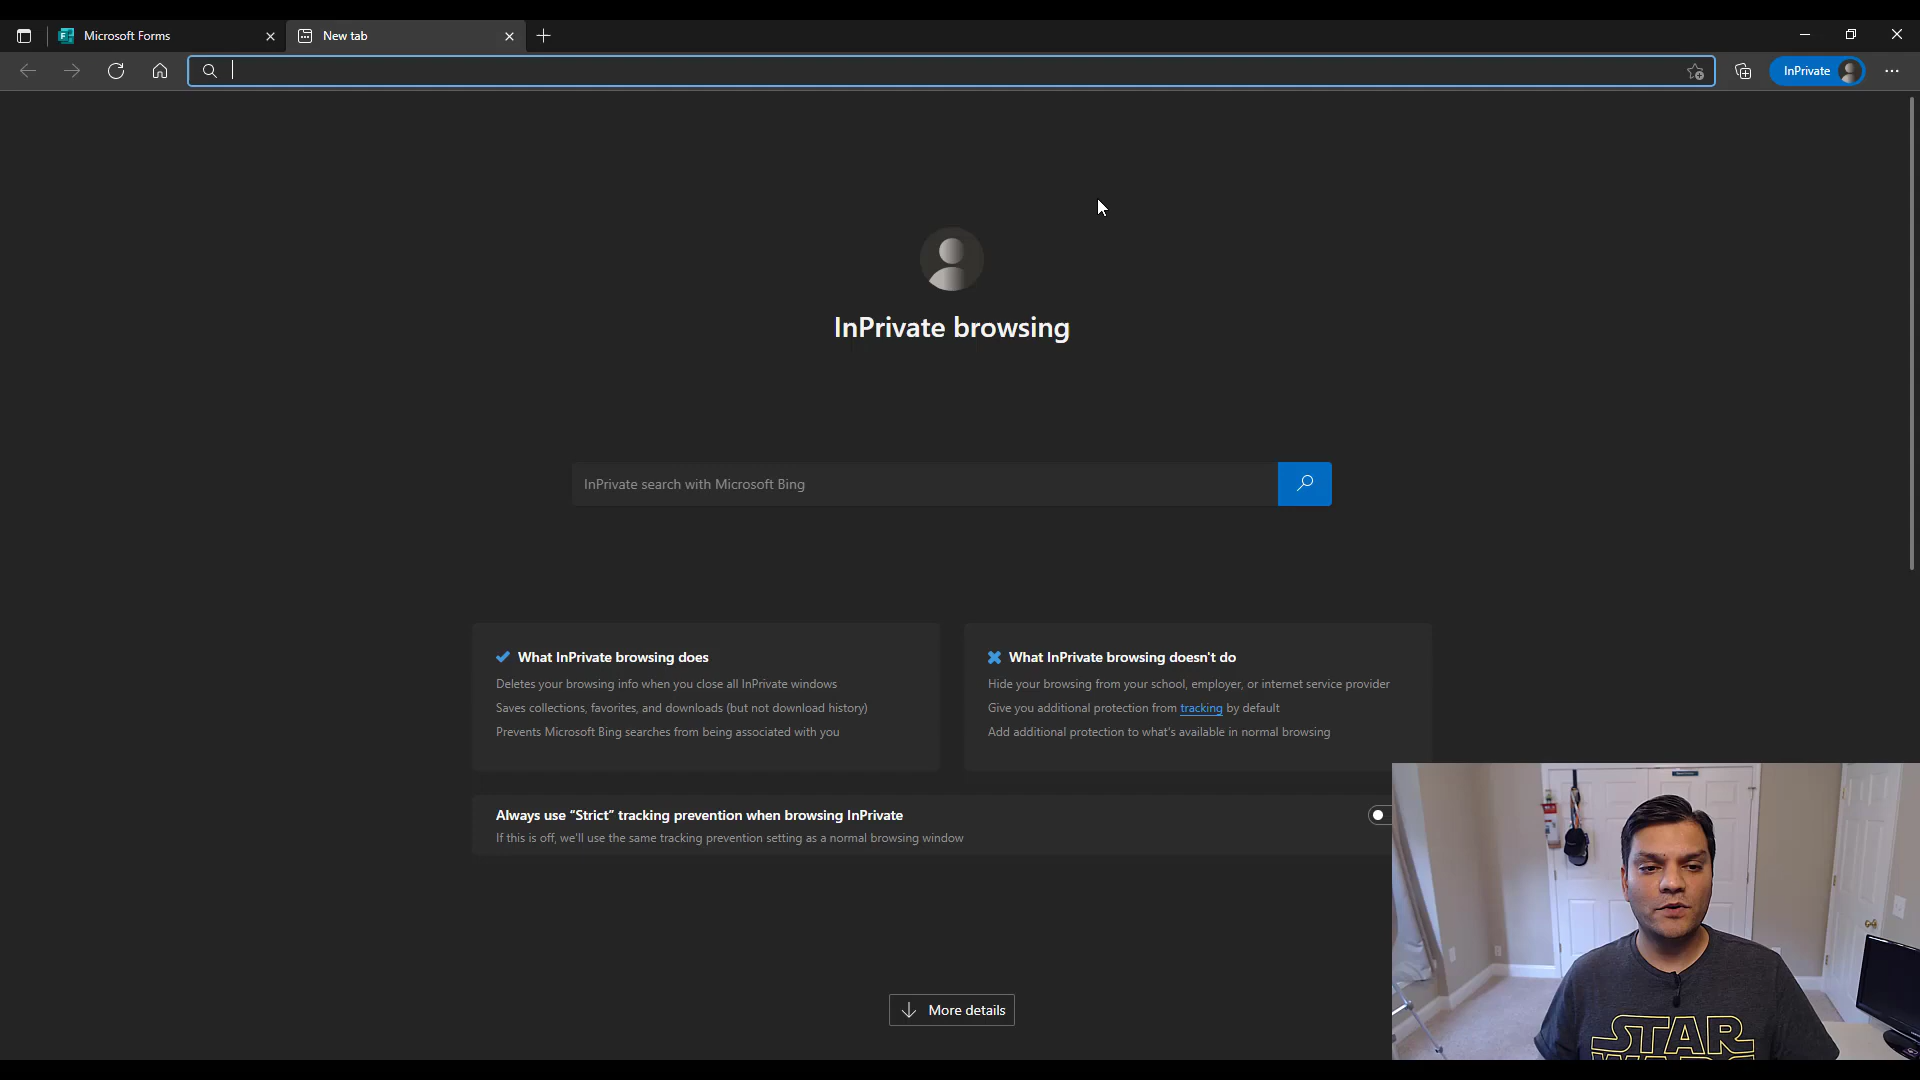 Microsoft Forms
New tab
InPrivate
InPrivate browsing
InPrivate search with Microsoft Bing
What InPrivate browsing does
Deletes your browsing info when you close all InPrivate windows
Saves collections, favorites, and downloads (but not download history)
Prevents Microsoft Bing searches from being associated with you
What InPrivate browsing doesn't do
Hide your browsing from your school, employer, or internet service provider
Give you additional protection from tracking by default
Add additional protection to what's available in normal browsing
Always use “Strict” tracking prevention when browsing InPrivate
If this is off, we'll use the same tracking prevention setting as a normal browsing window
More details
STAR